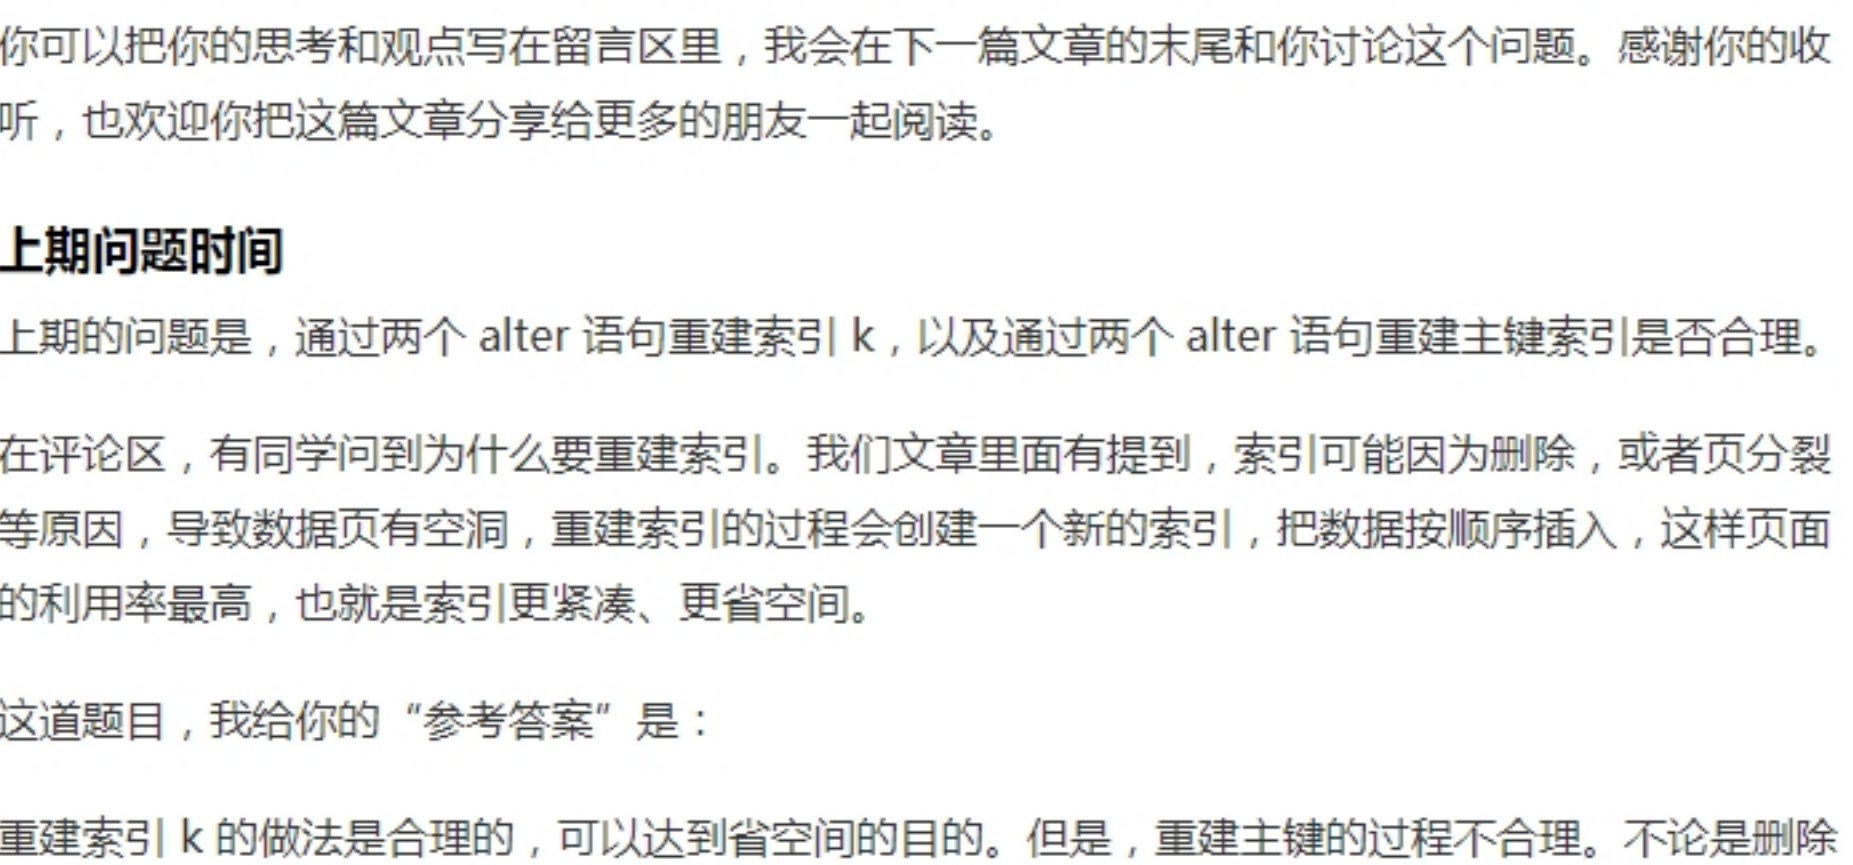 你可以把你的思考和观点写在留言区里，我会在下一篇文章的末尾和你讨论这个问题。感谢你的收
听，也欢迎你把这篇文章分享给更多的朋友一起阅读。
上期问题时间
上期的问题是，通过两个 alter 语句重建索引 k，以及通过两个 alter 语句重建主键索引是否合理。
在评论区，有同学问到为什么要重建索引。我们文章里面有提到，索引可能因为删除，或者页分裂
等原因，导致数据页有空洞，重建索引的过程会创建一个新的索引，把数据按顺序插入，这样页面
的利用率最高，也就是索引更紧凑、更省空间。
这道题目，我给你的“参考答案”是：
重建索引 k 的做法是合理的，可以达到省空间的目的。但是，重建主键的过程不合理。不论是删除